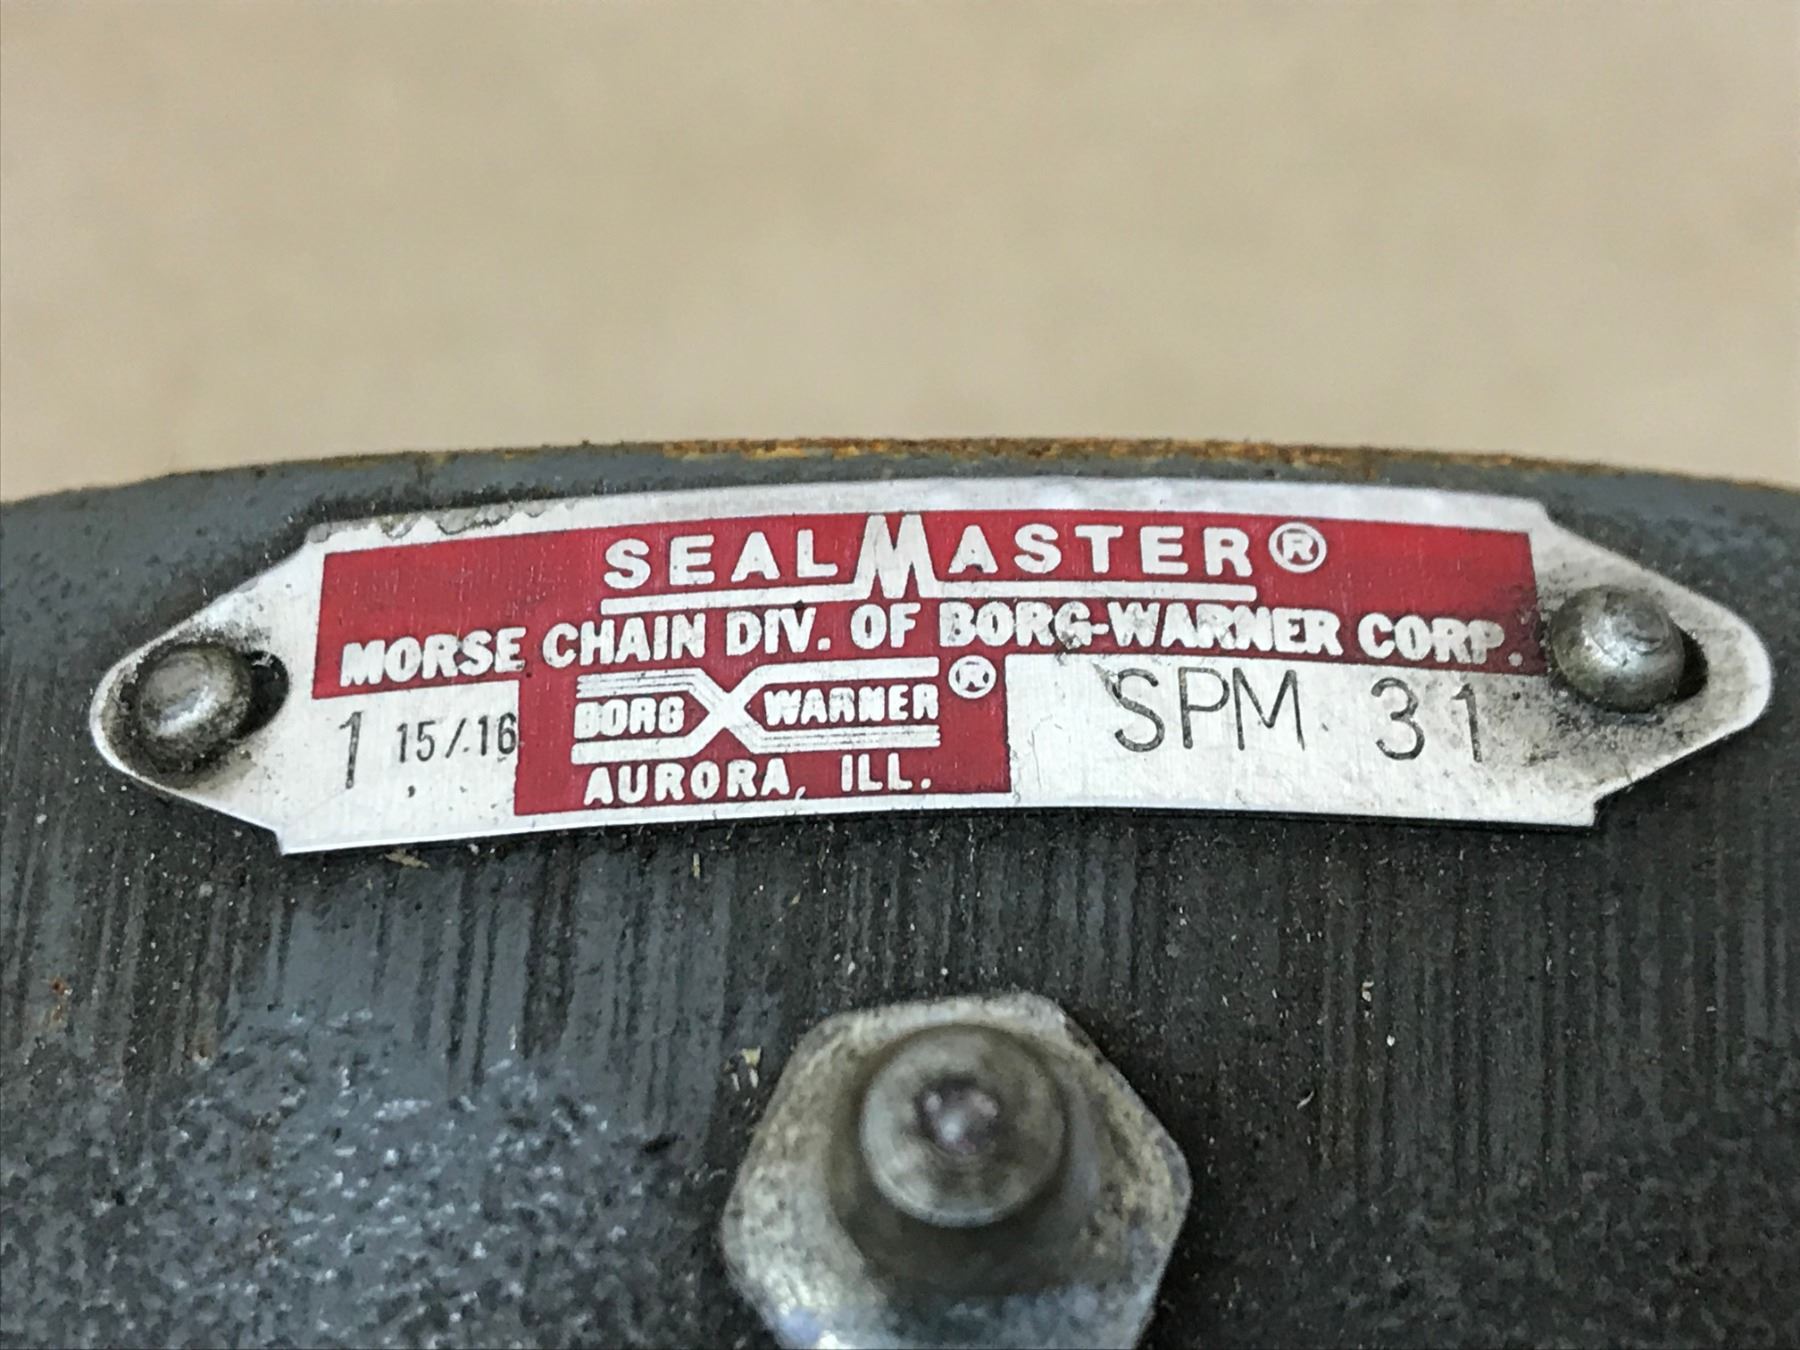 SEALMASTER®
MORSE CHAIN DIV. OF BORG-WARNER CORP.
1 15/16 BORG WARNER® SPM 31
AURORA, ILL.